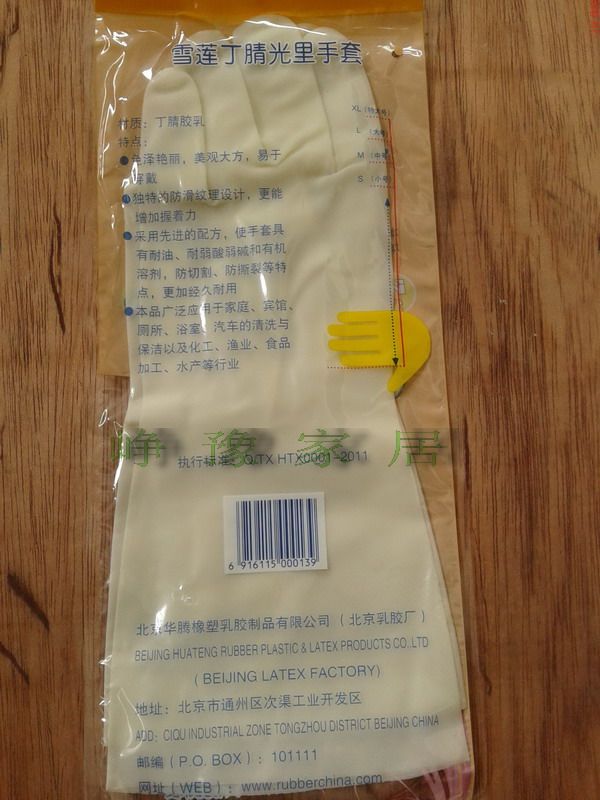 雪莲丁腈光里手套
XL (特大号)
L (大号)
M (中号)
S (小号)
材质：丁腈胶乳
特点：
●色泽艳丽，美观大方，易于
穿戴
●独特的防滑纹理设计，更能
增加握着力
●采用先进的配方，使手套具
有耐油、耐弱酸弱碱和有机
溶剂，防切割、防撕裂等特
点，更加经久耐用
●本品广泛应用于家庭、宾馆、
厕所、浴室、汽车的清洗与
保洁以及化工、渔业、食品
加工、水产等行业
峥豫家居
执行标准：Q/TX HTX0001-2011
6 916115 000139
北京华腾橡塑乳胶制品有限公司（北京乳胶厂）
BEIJING HUATENG RUBBER PLASTIC & LATEX PRODUCTS CO.,LTD
(BEIJING LATEX FACTORY)
地址：北京市通州区次渠工业开发区
ADD: CIQU INDUSTRIAL ZONE TONGZHOU DISTRICT BEIJING CHINA
邮编（P.O. BOX）：101111
网址（WEB）：www.rubberchina.com